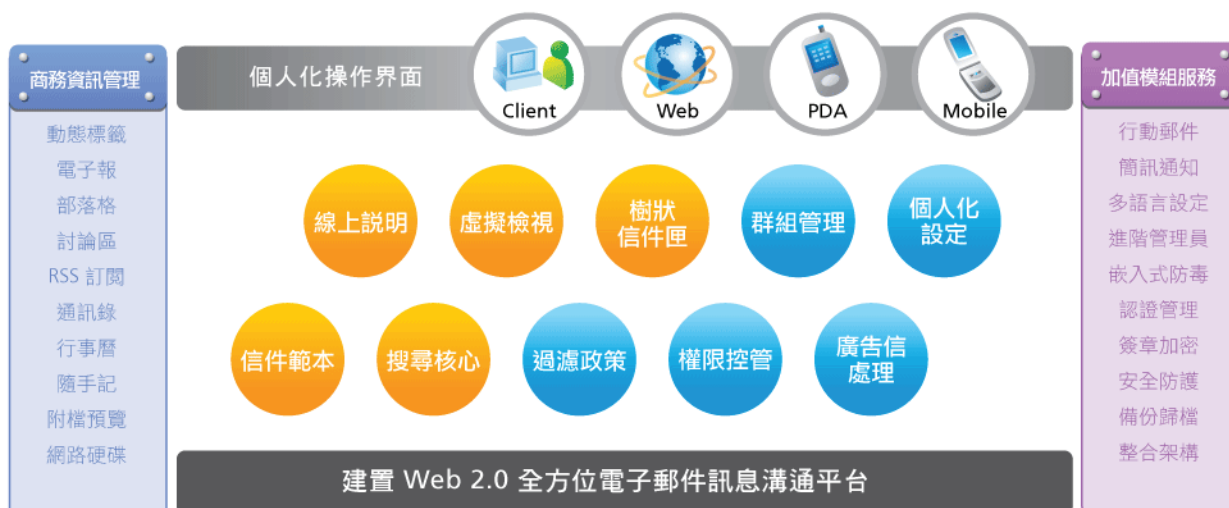 商務資訊管理
動態標籤
電子報
部落格
討論區
RSS 訂閱
通訊錄
行事曆
隨手記
附檔預覽
網路硬碟
個人化操作界面
Client
Web
PDA
Mobile
線上説明
虛擬檢視
樹狀
信件匣
群組管理
個人化
設定
信件範本
搜尋核心
過濾政策
權限控管
廣告信
處理
建置 Web 2.0 全方位電子郵件訊息溝通平台
加值模組服務
行動郵件
簡訊通知
多語言設定
進階管理員
嵌入式防毒
認證管理
簽章加密
安全防護
備份歸檔
整合架構